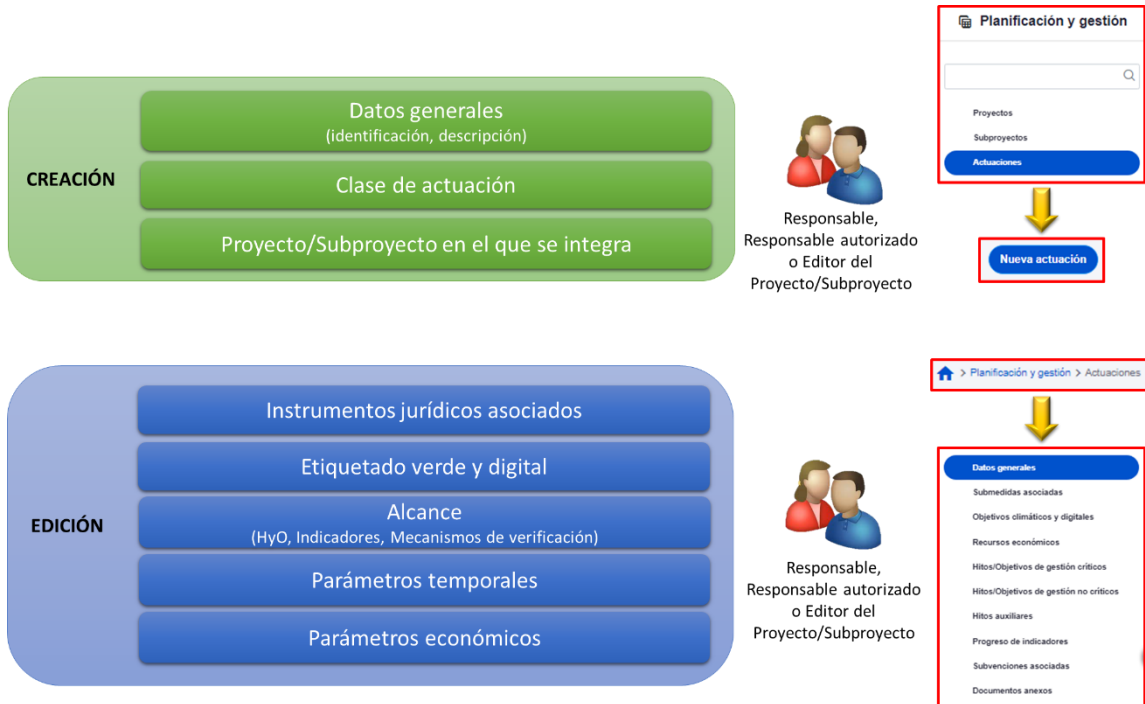 Planificación y gestión
Proyectos
Subproyectos
Actuaciones
Nueva actuación
CREACIÓN
Datos generales
(identificación, descripción)
Clase de actuación
Proyecto/Subproyecto en el que se integra
Responsable,
Responsable autorizado
o Editor del
Proyecto/Subproyecto
EDICIÓN
Instrumentos jurídicos asociados
Etiquetado verde y digital
Alcance
(HyO, Indicadores, Mecanismos de verificación)
Parámetros temporales
Parámetros económicos
Responsable,
Responsable autorizado
o Editor del
Proyecto/Subproyecto
> Planificación y gestión > Actuaciones
Datos generales
Submedidas asociadas
Objetivos climáticos y digitales
Recursos económicos
Hitos/Objetivos de gestión críticos
Hitos/Objetivos de gestión no críticos
Hitos auxiliares
Progreso de indicadores
Subvenciones asociadas
Documentos anexos